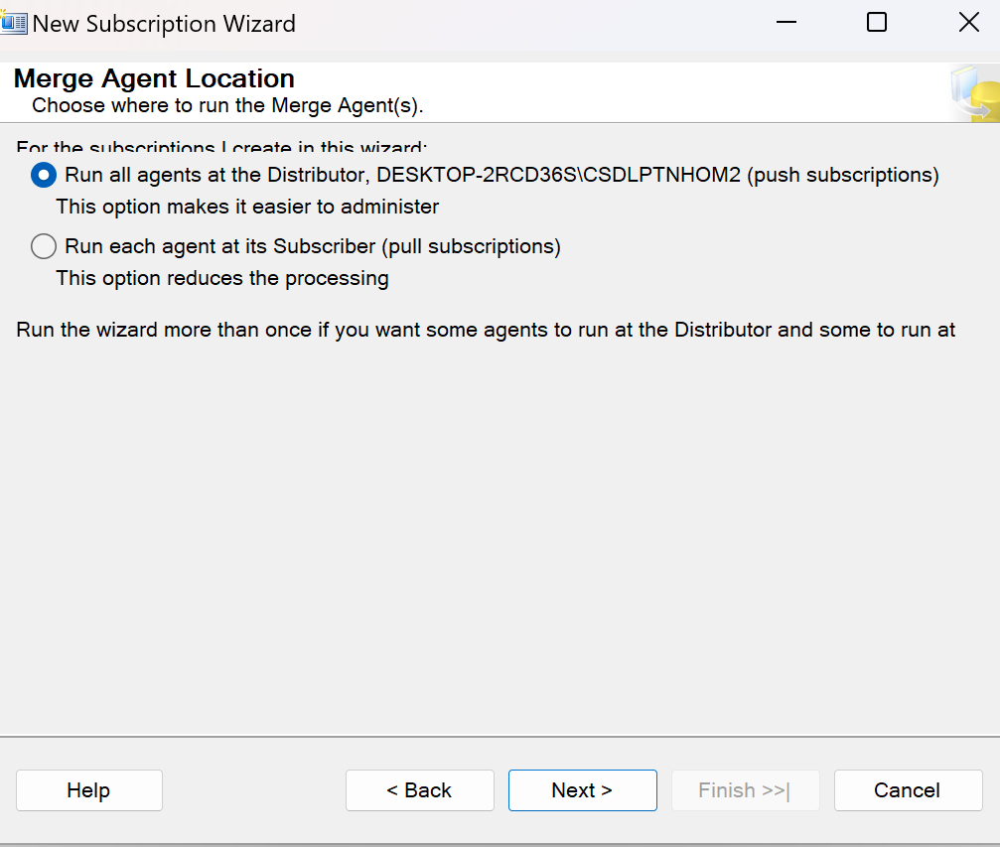 New Subscription Wizard
Merge Agent Location
Choose where to run the Merge Agent(s).
For the subscriptions I create in this wizard:
Run all agents at the Distributor, DESKTOP-2RCD36S\CSDLPTNHOM2 (push subscriptions)
This option makes it easier to administer
Run each agent at its Subscriber (pull subscriptions)
This option reduces the processing
Run the wizard more than once if you want some agents to run at the Distributor and some to run at
Help
< Back
Next >
Finish >>|
Cancel